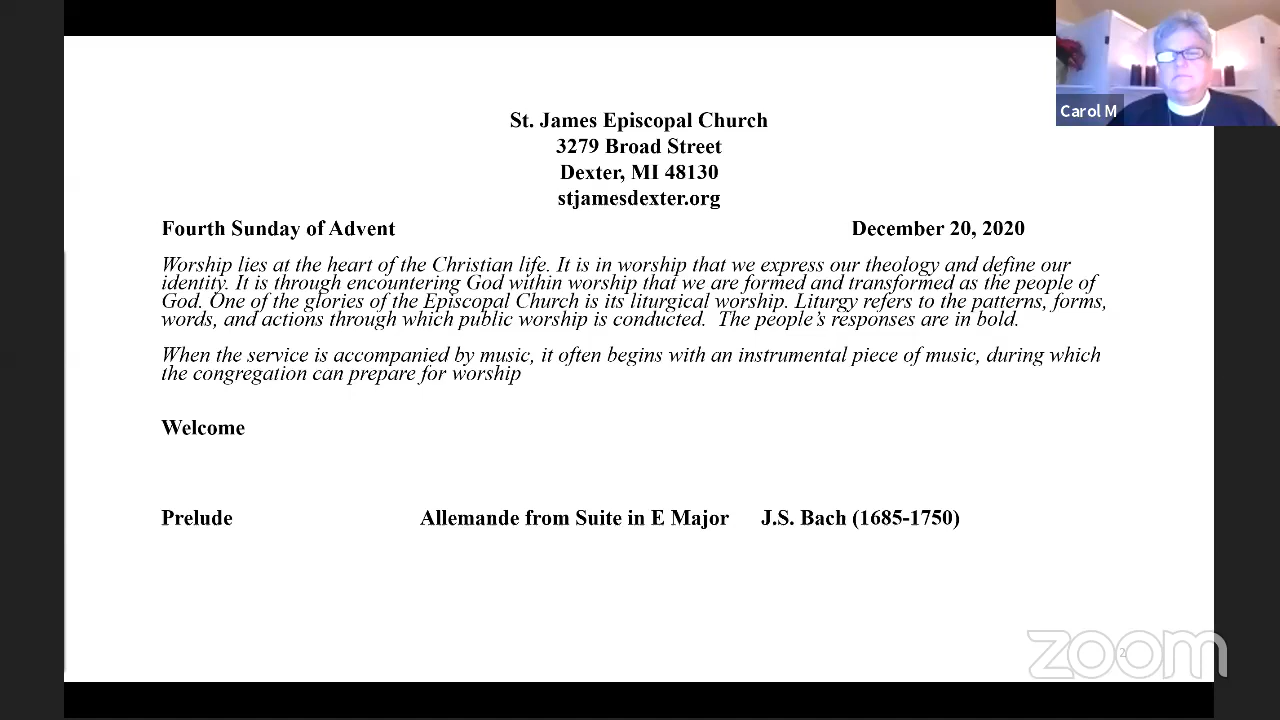 St. James Episcopal Church
3279 Broad Street
Dexter, MI 48130
stjamesdexter.org
Fourth Sunday of Advent December 20, 2020
Worship lies at the heart of the Christian life. It is in worship that we express our theology and define our
identity. It is through encountering God within worship that we are formed and transformed as the people of
God. One of the glories of the Episcopal Church is its liturgical worship. Liturgy refers to the patterns, forms,
words, and actions through which public worship is conducted. The people’s responses are in bold.
When the service is accompanied by music, it often begins with an instrumental piece of music, during which
the congregation can prepare for worship
Welcome
Prelude Allemande from Suite in E Major J.S. Bach (1685-1750)
Carol M
zoom
2